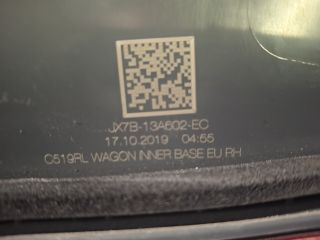 JX7B-13A602-EC
17.10.2019 04:55
C519RL WAGON INNER BASE EU RH